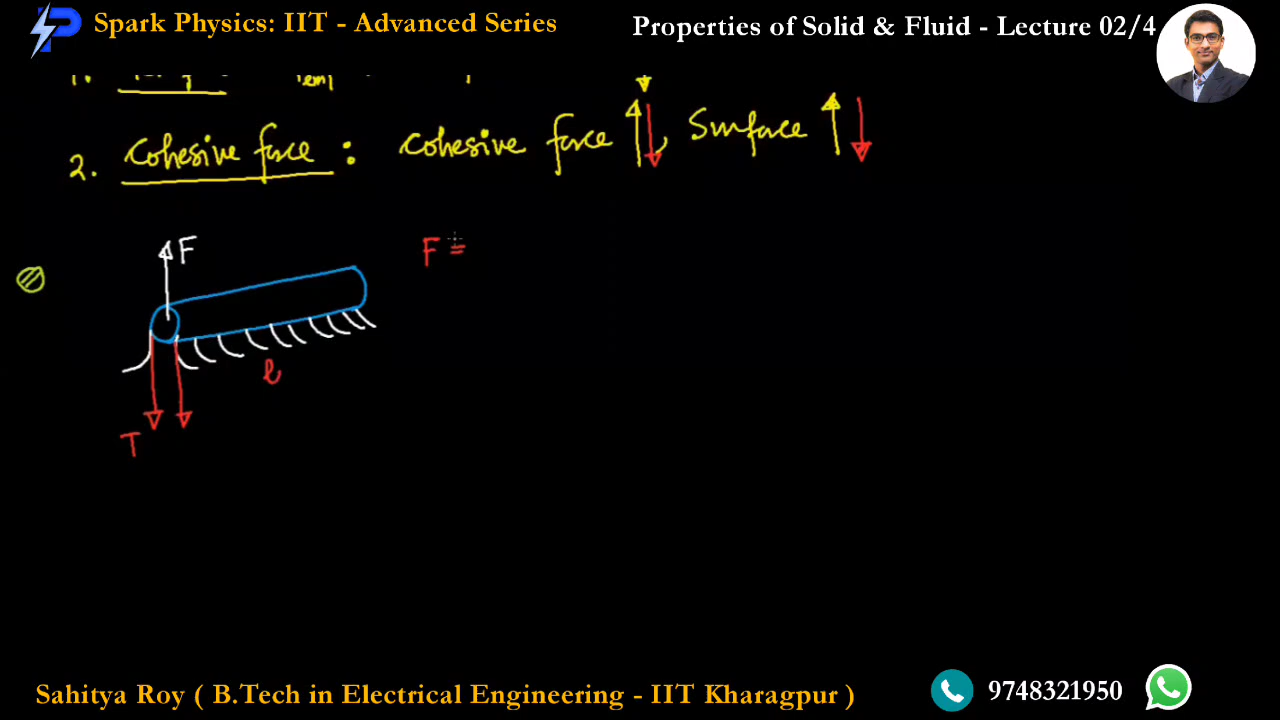 Spark Physics: IIT - Advanced Series
Properties of Solid & Fluid - Lecture 02/4
2. Cohesive force : Cohesive force ↑↓, Surface ↑↓
F
F =
l
T
Sahitya Roy ( B.Tech in Electrical Engineering - IIT Kharagpur )
9748321950